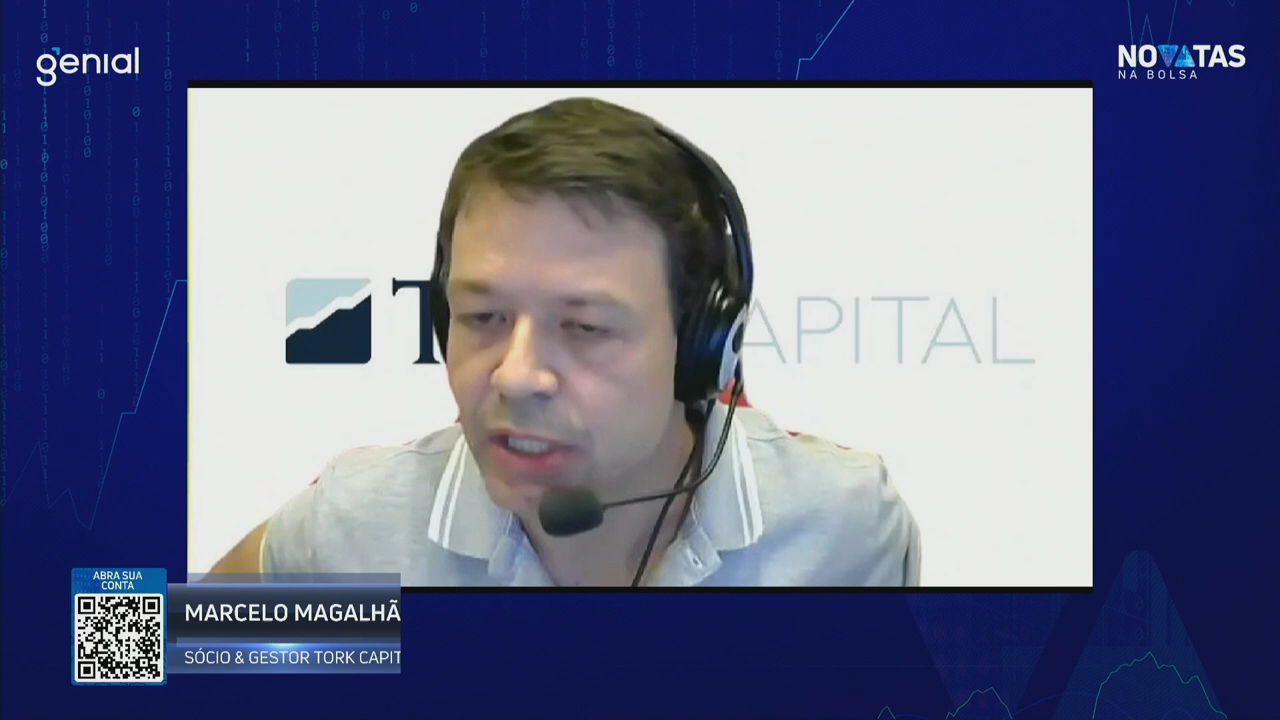 genial
NOVATAS
NA BOLSA
T
APITAL
ABRA SUA
CONTA
MARCELO MAGALHÃ
SÓCIO & GESTOR TORK CAPIT